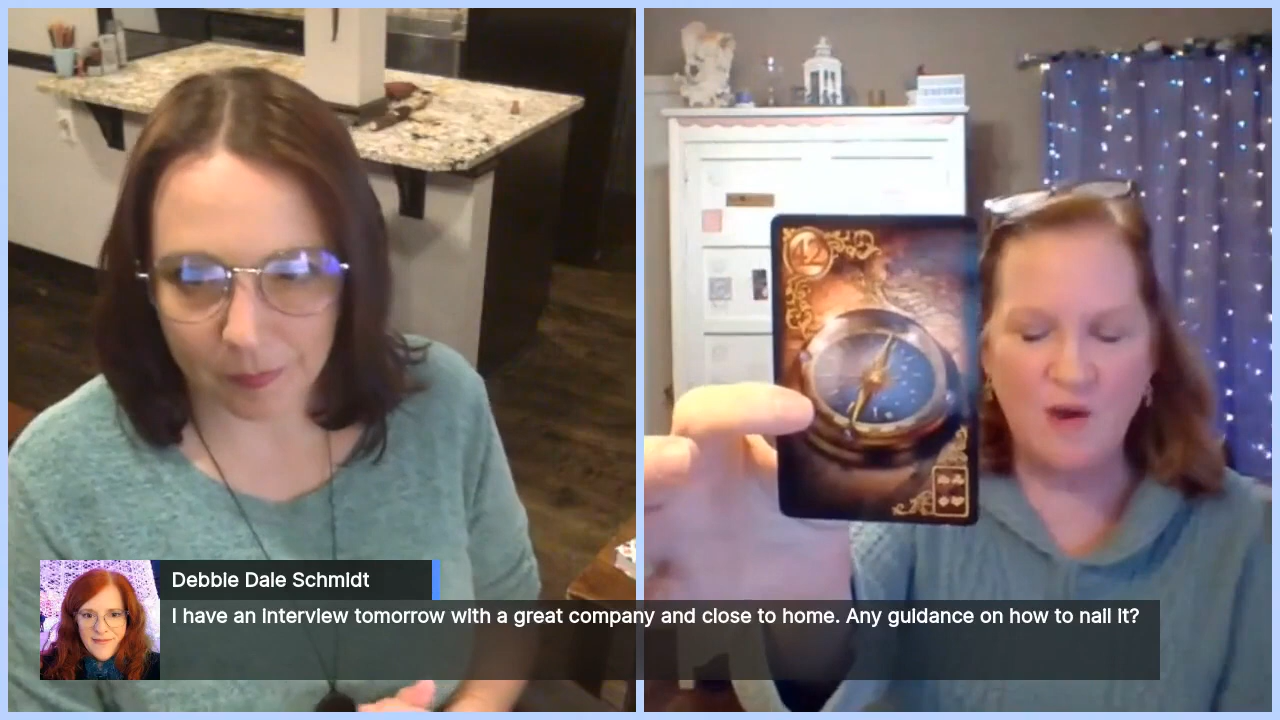 42
Debbie Dale Schmidt
I have an interview tomorrow with a great company and close to home. Any guidance on how to nail it?